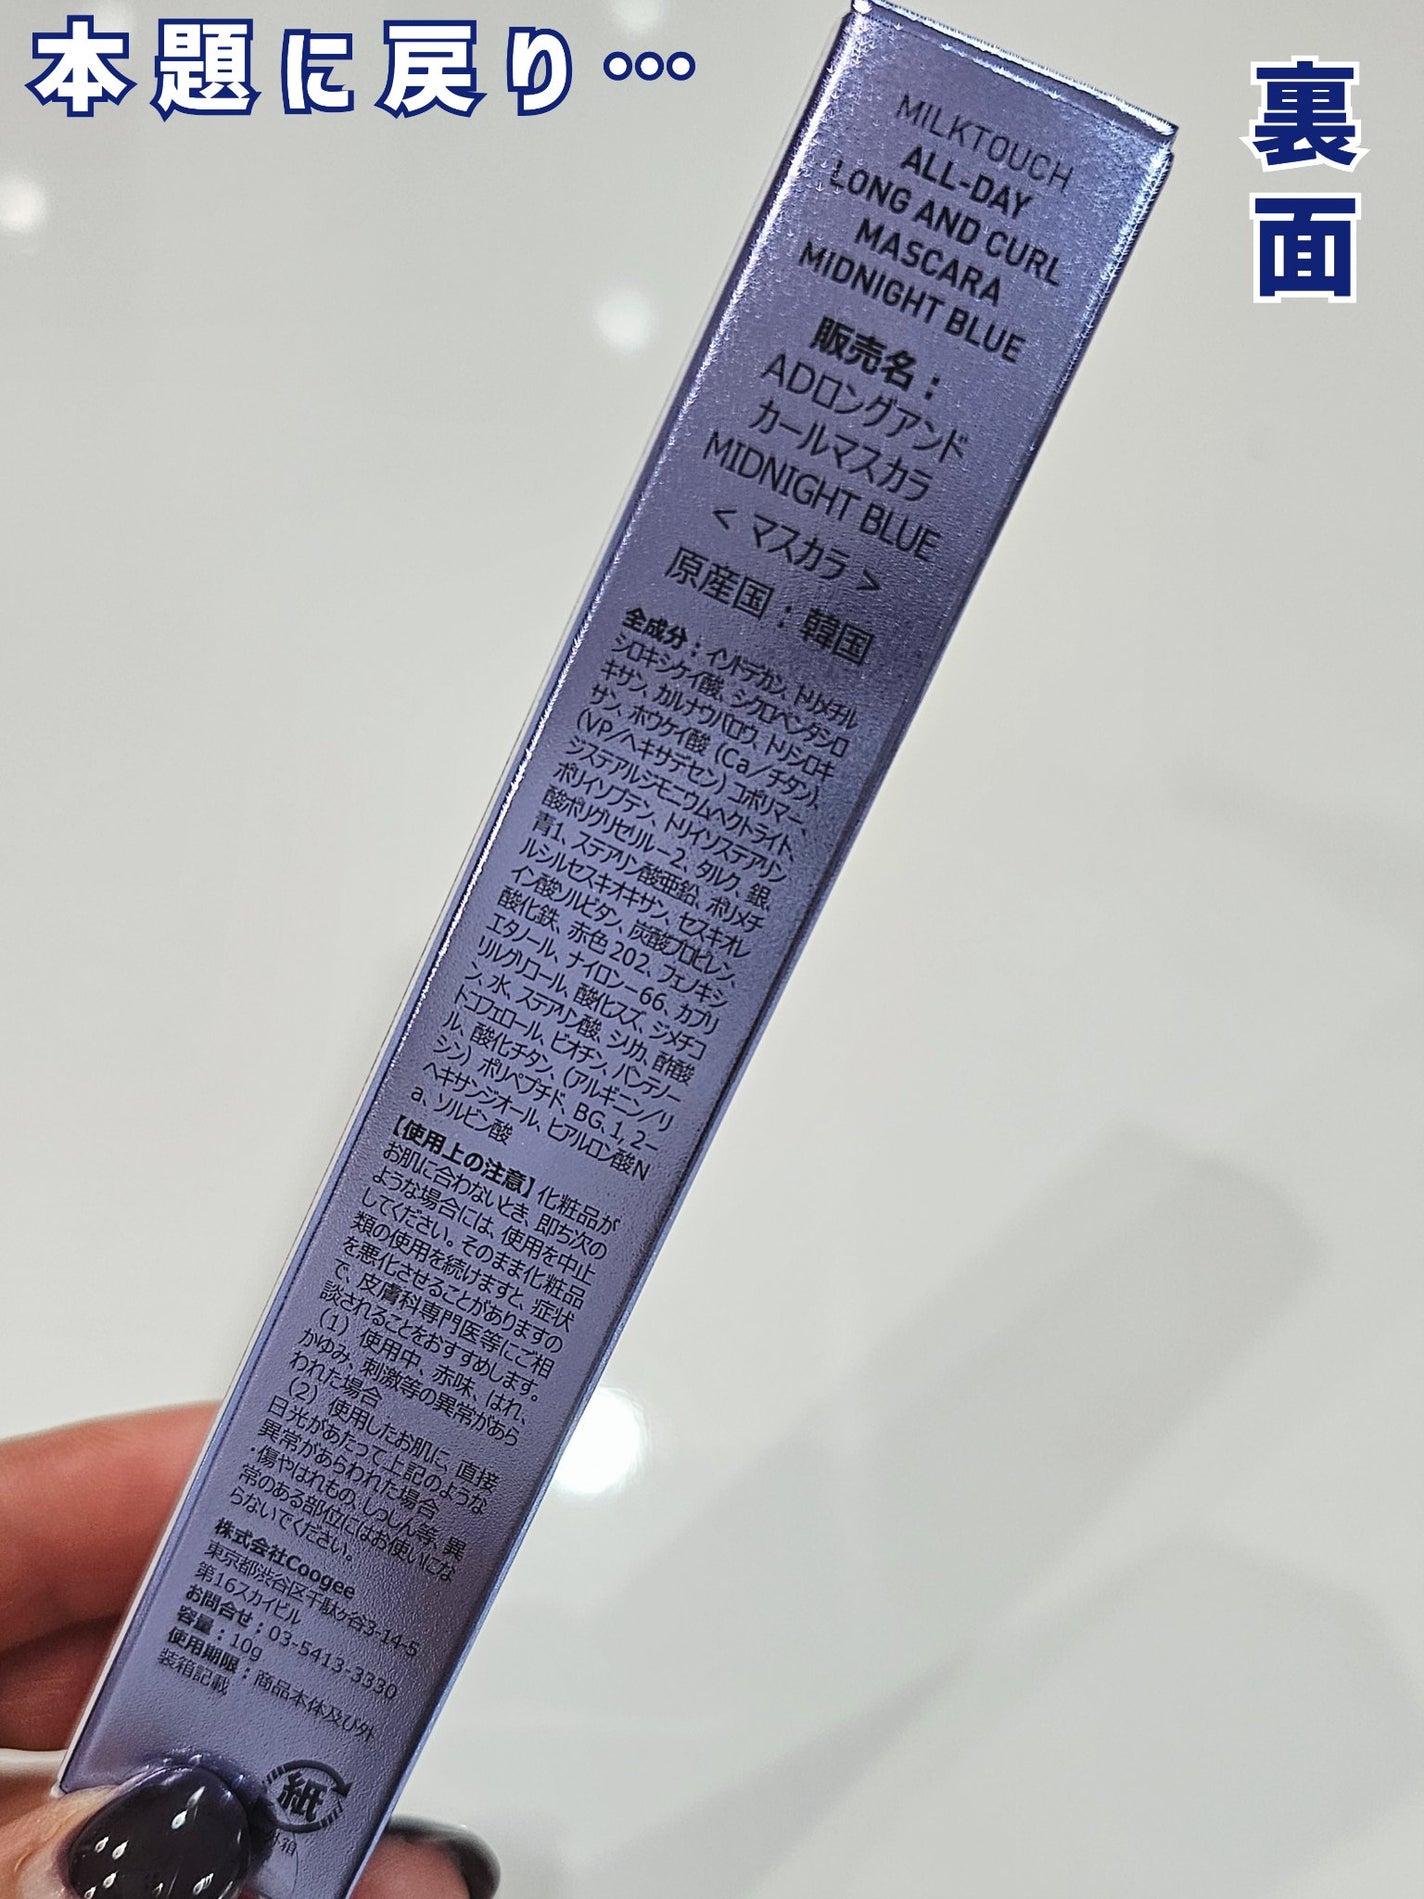 本題に戻り…
裏面
MILKTOUCH
ALL-DAY
LONG AND CURL
MASCARA
MIDNIGHT BLUE
販売名：
ADロングアンド
カールマスカラ
MIDNIGHT BLUE
< マスカラ >
原産国：韓国
全成分：イソドデカン、トリメチル
シロキシケイ酸、シクロペンタシロ
キサン、カルナウバロウ、トリシロキ
サン、ホウケイ酸（Ca／チタン）、
（VP/ヘキサデセン）コポリマー、
ジステアルジモニウムヘクトライト、
ポリイソブテン、トリイソステアリン
酸ポリグリセリル－2、タルク、銀、
青1、ステアリン酸亜鉛、ポリメチ
ルシルセスキオキサン、セスキオレ
イン酸ソルビタン、炭酸プロピレン、
酸化鉄、赤色202、フェノキシ
エタノール、ナイロン－66、カプリ
リルグリコール、酸化スズ、ジメチコ
ン、水、ステアリン酸、シリカ、酢酸
トコフェロール、ビオチン、パンテノー
ル、酸化チタン、（アルギニン／リ
シン）ポリペプチド、BG、1, 2－
ヘキサンジオール、ヒアルロン酸N
a、ソルビン酸
【使用上の注意】化粧品が
お肌に合わないとき、即ち次の
ような場合には、使用を中止
してください。そのまま化粧品
類の使用を続けますと、症状
を悪化させることがありますの
で、皮膚科専門医等にご相
談されることをおすすめします。
（1）使用中、赤味、はれ、
かゆみ、刺激等の異常があら
われた場合
（2）使用したお肌に、直接
日光があたって上記のような
異常があらわれた場合
・傷やはれもの、しっしん等、異
常のある部位にはお使いにな
らないでください。
株式会社Coogee
東京都渋谷区千駄ヶ谷3-14-5
第16スカイビル
お問合せ：03-5413-3330
容量：10g
使用期限：商品本体及び外
装箱記載
紙
外箱